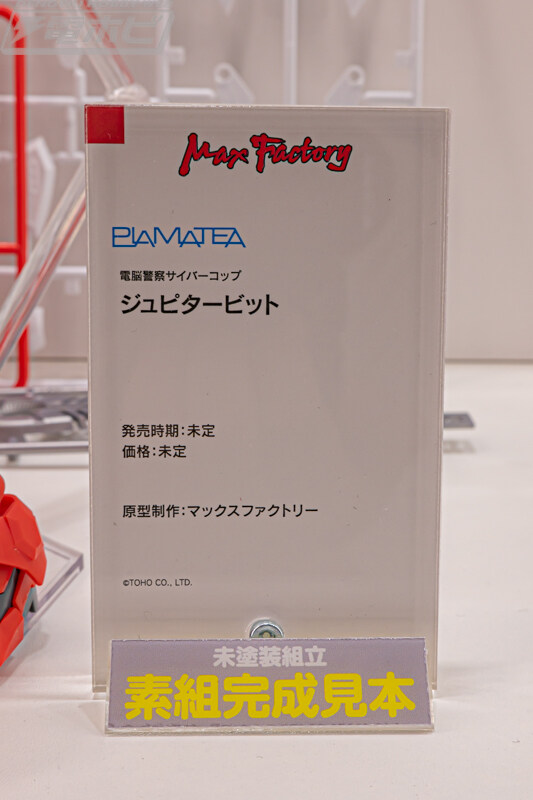 電ホビ
Max Factory
PLAMATEA
電脳警察サイバーコップ
ジュピタービット
発売時期：未定
価格：未定
原型制作：マックスファクトリー
©TOHO CO., LTD.
未塗装組立
素組完成見本